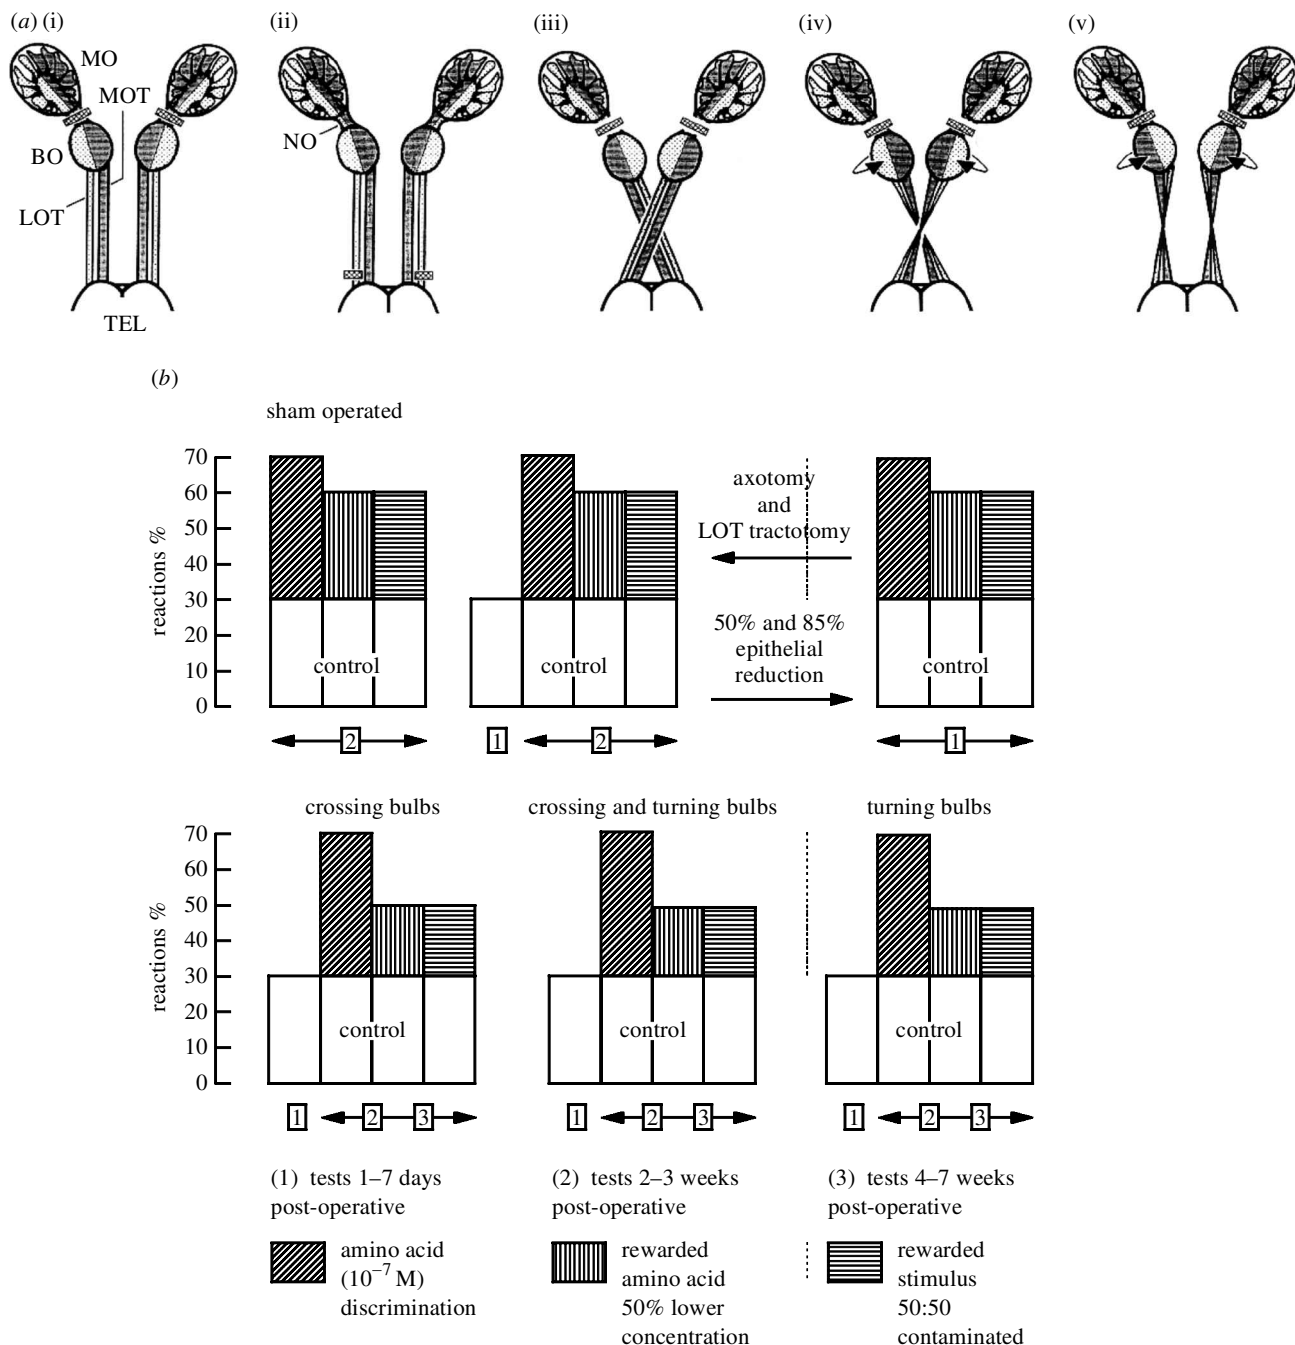 (a) (i)
(ii)
(iii)
(iv)
(v)
MO
MOT
NO
BO
LOT
TEL
(b)
sham operated
reactions %
70
60
50
40
30
20
10
0
control
control
axotomy
and
LOT tractotomy
50% and 85%
epithelial
reduction
control
2
1
2
1
crossing bulbs
crossing and turning bulbs
turning bulbs
reactions %
70
60
50
40
30
20
10
0
control
control
control
1 2 3
1 2 3
1 2 3
(1) tests 1–7 days
post-operative
(2) tests 2–3 weeks
post-operative
(3) tests 4–7 weeks
post-operative
amino acid
(10⁻⁷ M)
discrimination
rewarded
amino acid
50% lower
concentration
rewarded
stimulus
50:50
contaminated